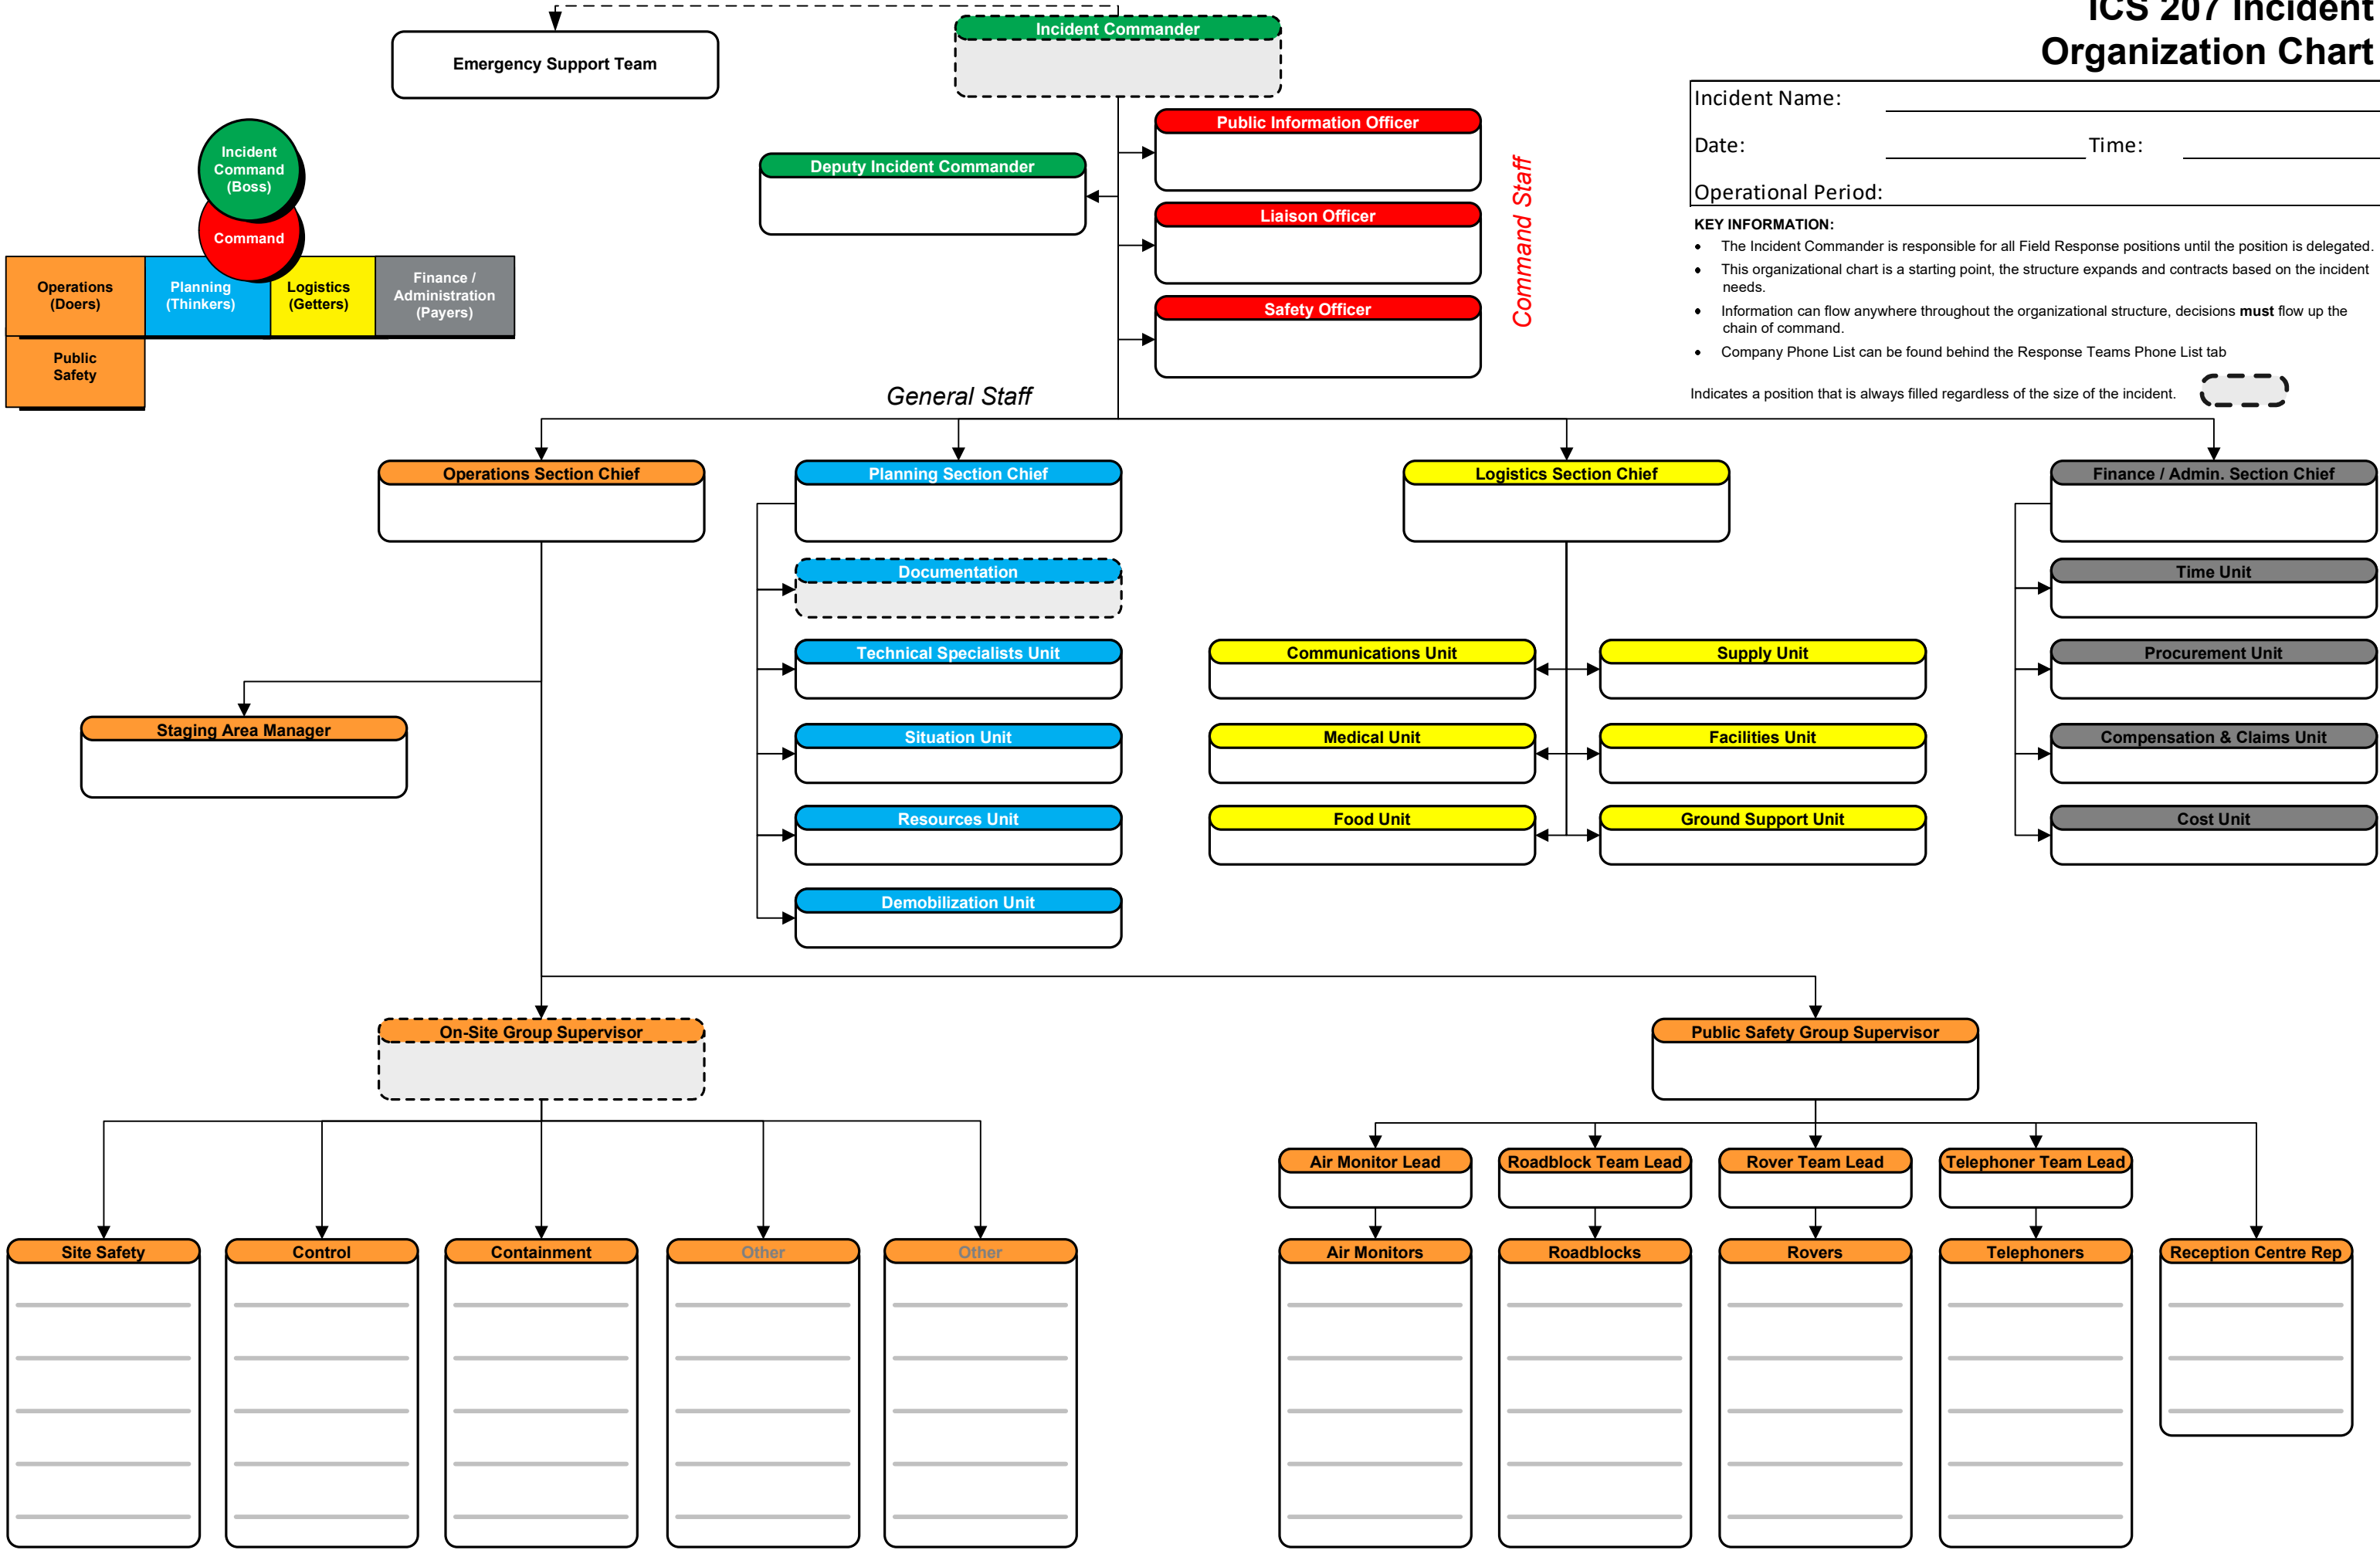 ICS 207 Incident
Organization Chart
Incident Commander
Emergency Support Team
Incident Name:
Date:
Time:
Operational Period:
Public Information Officer
Deputy Incident Commander
Liaison Officer
Safety Officer
Command Staff
Incident
Command
(Boss)
Command
Operations
(Doers)
Planning
(Thinkers)
Logistics
(Getters)
Finance /
Administration
(Payers)
Public
Safety
KEY INFORMATION:
• The Incident Commander is responsible for all Field Response positions until the position is delegated.
• This organizational chart is a starting point, the structure expands and contracts based on the incident
needs.
• Information can flow anywhere throughout the organizational structure, decisions must flow up the
chain of command.
• Company Phone List can be found behind the Response Teams Phone List tab
Indicates a position that is always filled regardless of the size of the incident.
General Staff
Operations Section Chief
Planning Section Chief
Logistics Section Chief
Finance / Admin. Section Chief
Documentation
Time Unit
Technical Specialists Unit
Communications Unit
Supply Unit
Procurement Unit
Staging Area Manager
Situation Unit
Medical Unit
Facilities Unit
Compensation & Claims Unit
Resources Unit
Food Unit
Ground Support Unit
Cost Unit
Demobilization Unit
On-Site Group Supervisor
Public Safety Group Supervisor
Air Monitor Lead
Roadblock Team Lead
Rover Team Lead
Telephoner Team Lead
Site Safety
Control
Containment
Other
Other
Air Monitors
Roadblocks
Rovers
Telephoners
Reception Centre Rep